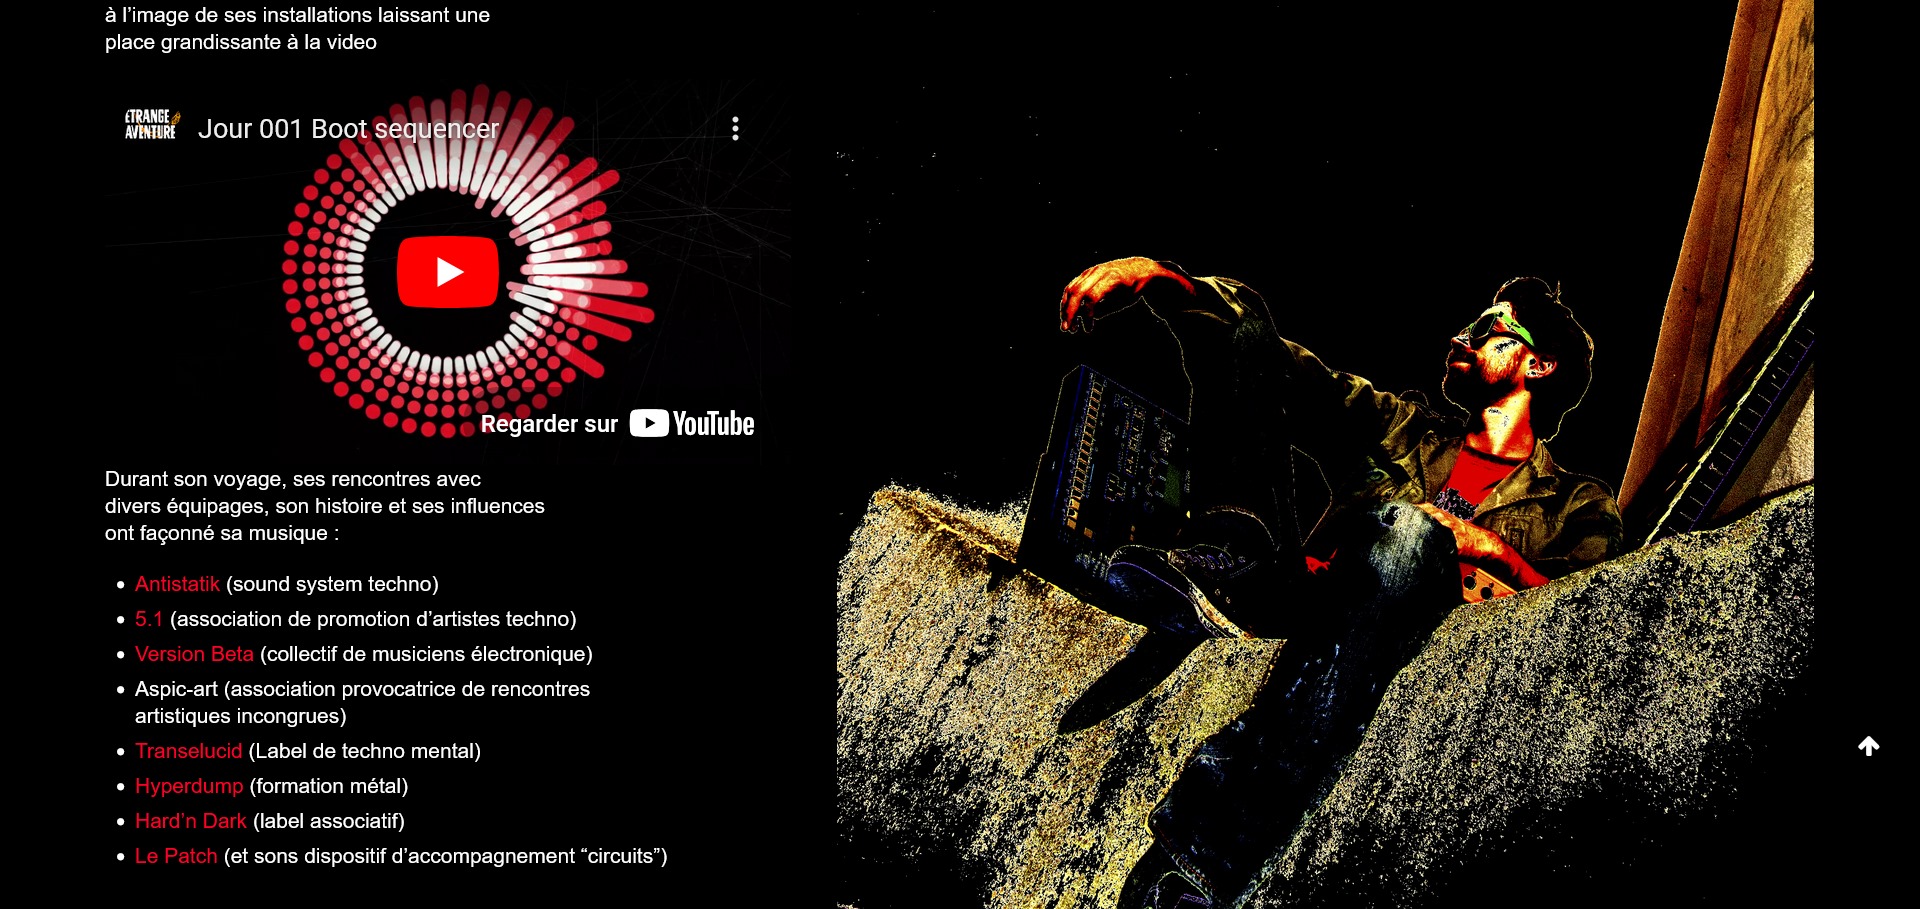 à l’image de ses installations laissant une
place grandissante à la video
ETRANGE
AVENTURE
Jour 001 Boot sequencer
Regarder sur YouTube
Durant son voyage, ses rencontres avec
divers équipages, son histoire et ses influences
ont façonné sa musique :
Antistatik (sound system techno)
5.1 (association de promotion d’artistes techno)
Version Beta (collectif de musiciens électronique)
Aspic-art (association provocatrice de rencontres
artistiques incongrues)
Transelucid (Label de techno mental)
Hyperdump (formation métal)
Hard’n Dark (label associatif)
Le Patch (et sons dispositif d’accompagnement “circuits”)